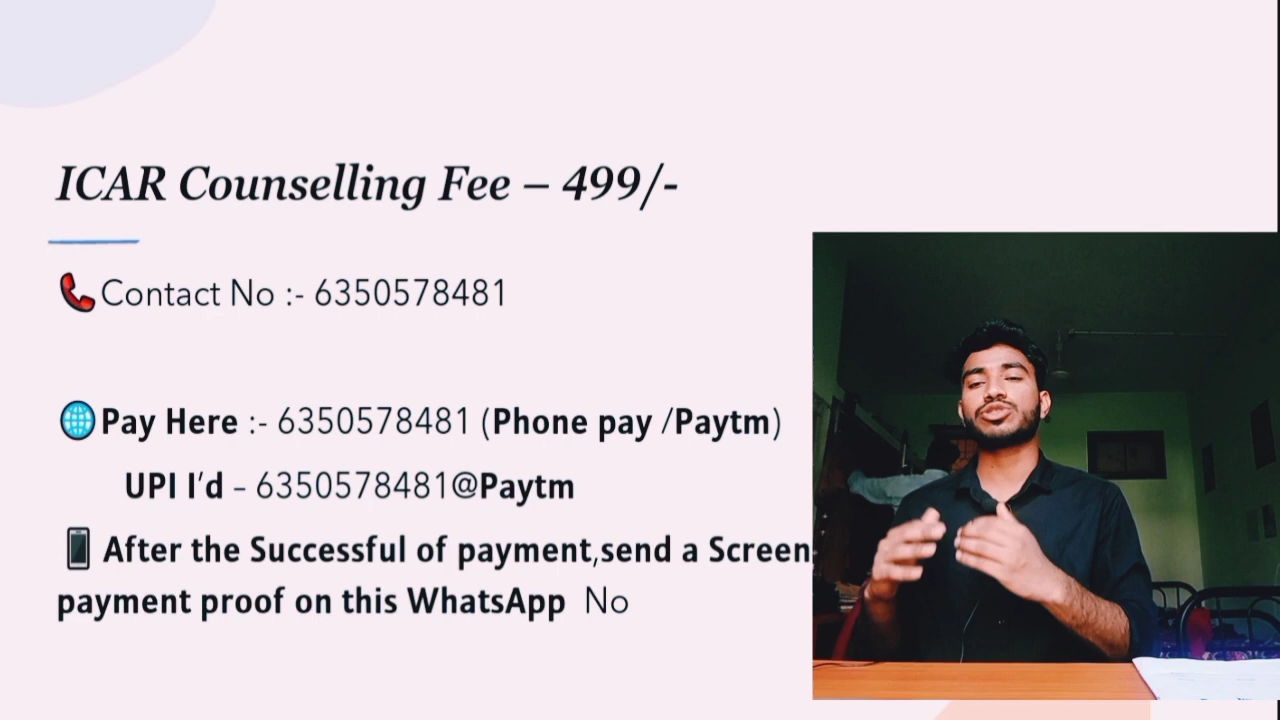 ICAR Counselling Fee – 499/-
Contact No :- 6350578481
Pay Here :- 6350578481 (Phone pay /Paytm)
UPI I'd – 6350578481@Paytm
After the Successful of payment,send a Screen
payment proof on this WhatsApp No